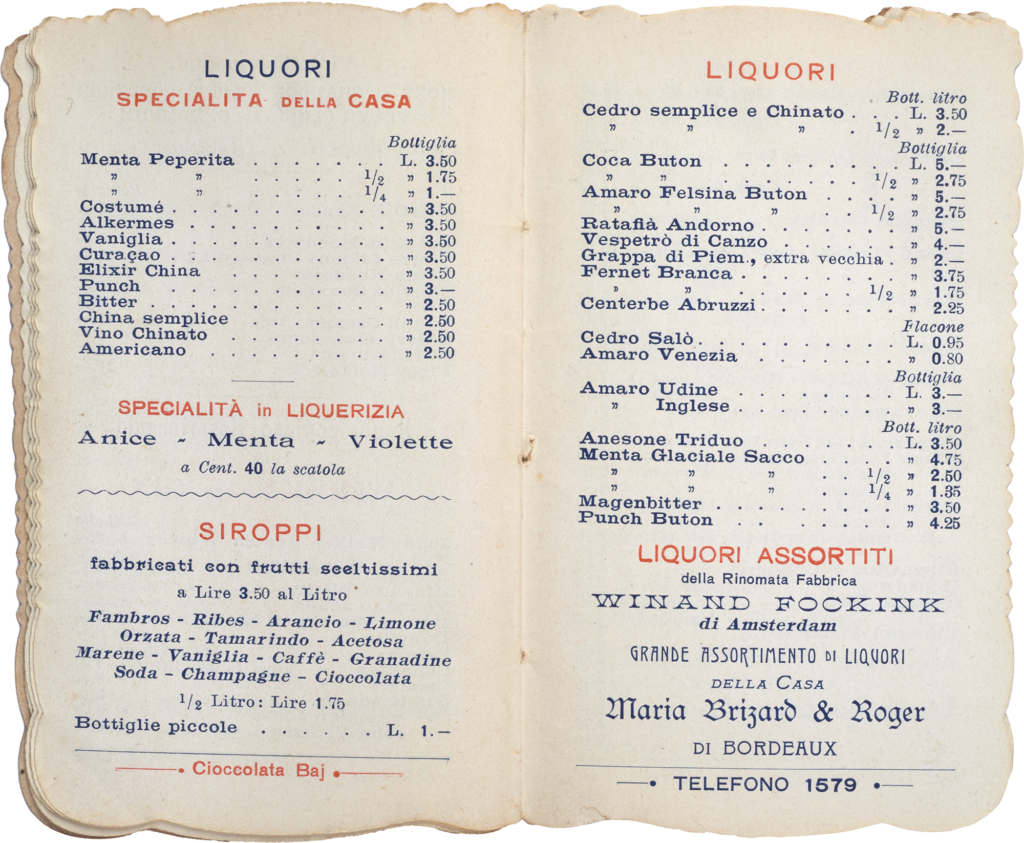 LIQUORI
SPECIALITA DELLA CASA
Bottiglia
Menta Peperita . . . . . . . L. 3.50
" " . . . . . 1/2 " 1.75
" " . . . . . 1/4 " 1.—
Costumé . . . . . . . . . . " 3.50
Alkermes . . . . . . . . . " 3.50
Vaniglia . . . . . . . . . . " 3.50
Curaçao . . . . . . . . . . " 3.50
Elixir China . . . . . . . . " 3.50
Punch . . . . . . . . . . " 3.—
Bitter . . . . . . . . . . . " 2.50
China semplice . . . . . . . " 2.50
Vino Chinato . . . . . . . . " 2.50
Americano . . . . . . . . . " 2.50
SPECIALITÀ in LIQUERIZIA
Anice - Menta - Violette
a Cent. 40 la scatola
SIROPPI
fabbricati con frutti sceltissimi
a Lire 3.50 al Litro
Fambros - Ribes - Arancio - Limone
Orzata - Tamarindo - Acetosa
Marene - Vaniglia - Caffè - Granadine
Soda - Champagne - Cioccolata
1/2 Litro: Lire 1.75
Bottiglie piccole . . . . . . L. 1.—
Cioccolata Baj
LIQUORI
Bott. litro
Cedro semplice e Chinato . . . L. 3.50
" " " . 1/2 " 2.—
Bottiglia
Coca Buton . . . . . . . . . L. 5.—
" " . . . . . . . 1/2 " 2.75
Amaro Felsina Buton . . . . " 5.—
" " " . . 1/2 " 2.75
Ratafià Andorno . . . . . . . " 5.—
Vespetrò di Canzo . . . . . . " 4.—
Grappa di Piem., extra vecchia . " 2.—
Fernet Branca . . . . . . . . " 3.75
" " . . . . . . 1/2 " 1.75
Centerbe Abruzzi . . . . . . . " 2.25
Flacone
Cedro Salò . . . . . . . . . . L. 0.95
Amaro Venezia . . . . . . . . " 0.80
Bottiglia
Amaro Udine . . . . . . . . L. 3.—
" Inglese . . . . . . . . " 3.—
Bott. litro
Anesone Triduo . . . . . . . L. 3.50
Menta Glaciale Sacco . . . . " 4.75
" " " . . 1/2 " 2.50
" " " . . 1/4 " 1.35
Magenbitter . . . . . . . . . " 3.50
Punch Buton . . . . . . . . " 4.25
LIQUORI ASSORTITI
della Rinomata Fabbrica
WINAND FOCKINK
di Amsterdam
GRANDE ASSORTIMENTO DI LIQUORI
DELLA CASA
Maria Brizard & Roger
DI BORDEAUX
TELEFONO 1579